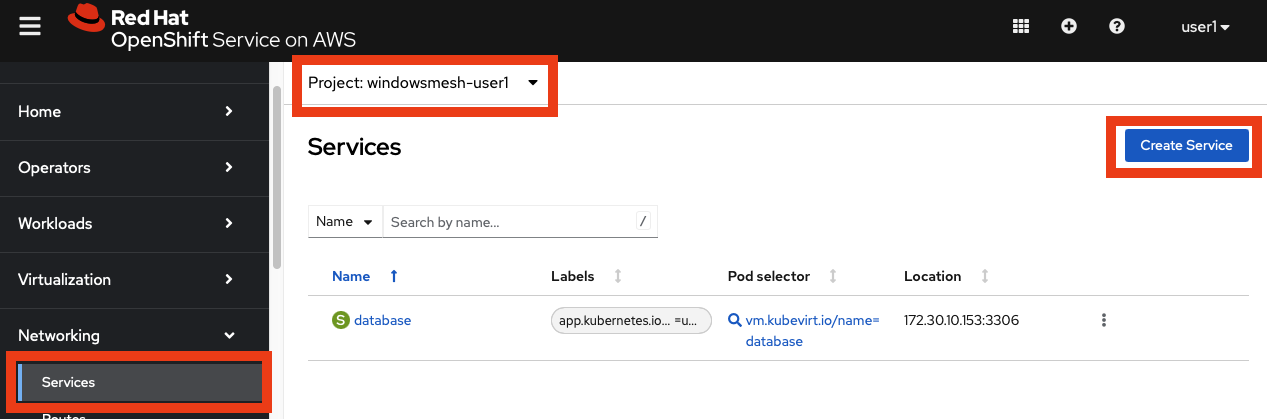 Red Hat
OpenShift Service on AWS
user1
Project: windowsmesh-user1
Home
Operators
Workloads
Virtualization
Networking
Services
Routes
Services
Create Service
Name
Search by name...
/
Name
Labels
Pod selector
Location
S
database
app.kubernetes.io... =u...
vm.kubevirt.io/name=
database
172.30.10.153:3306